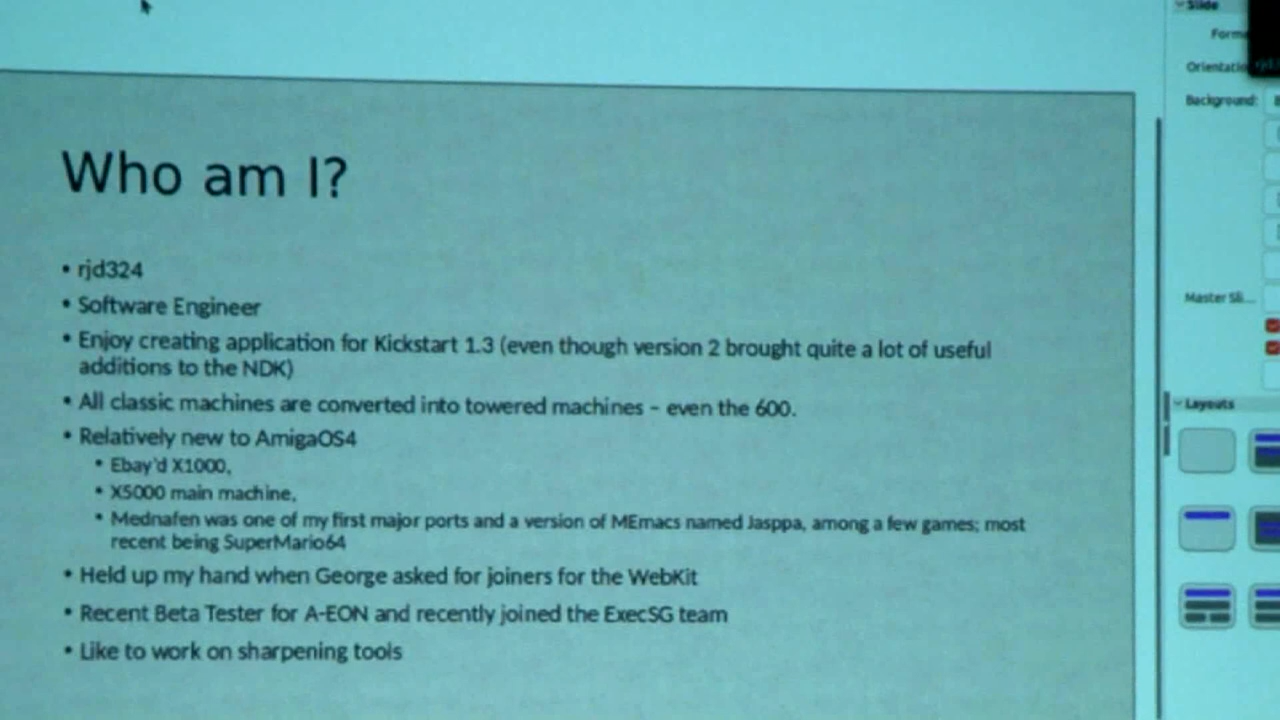 Slide
Orientatio
Background:
Master Sli...
Layouts
Who am I?
• rjd324
• Software Engineer
• Enjoy creating application for Kickstart 1.3 (even though version 2 brought quite a lot of useful
additions to the NDK)
• All classic machines are converted into towered machines – even the 600.
• Relatively new to AmigaOS4
• Ebay'd X1000,
• X5000 main machine,
• Mednafen was one of my first major ports and a version of MEmacs named Jasppa, among a few games; most
recent being SuperMario64
• Held up my hand when George asked for joiners for the WebKit
• Recent Beta Tester for A-EON and recently joined the ExecSG team
• Like to work on sharpening tools